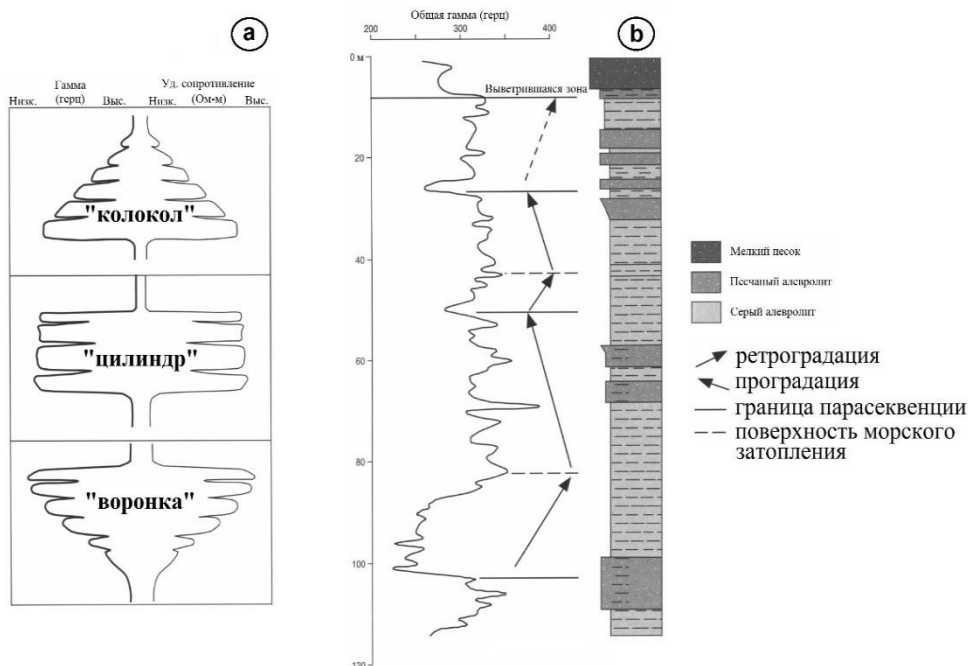 a
Гамма
(герц)
Уд. сопротивление
(Ом-м)
Низк.
Выс.
Низк.
Выс.
"колокол"
"цилиндр"
"воронка"
Общая гамма (герц)
200
300
400
b
0 м
Выветрившаяся зона
20
40
60
80
100
120
Мелкий песок
Песчаный алевролит
Серый алевролит
ретроградация
проградация
граница парасеквенции
поверхность морского
затопления